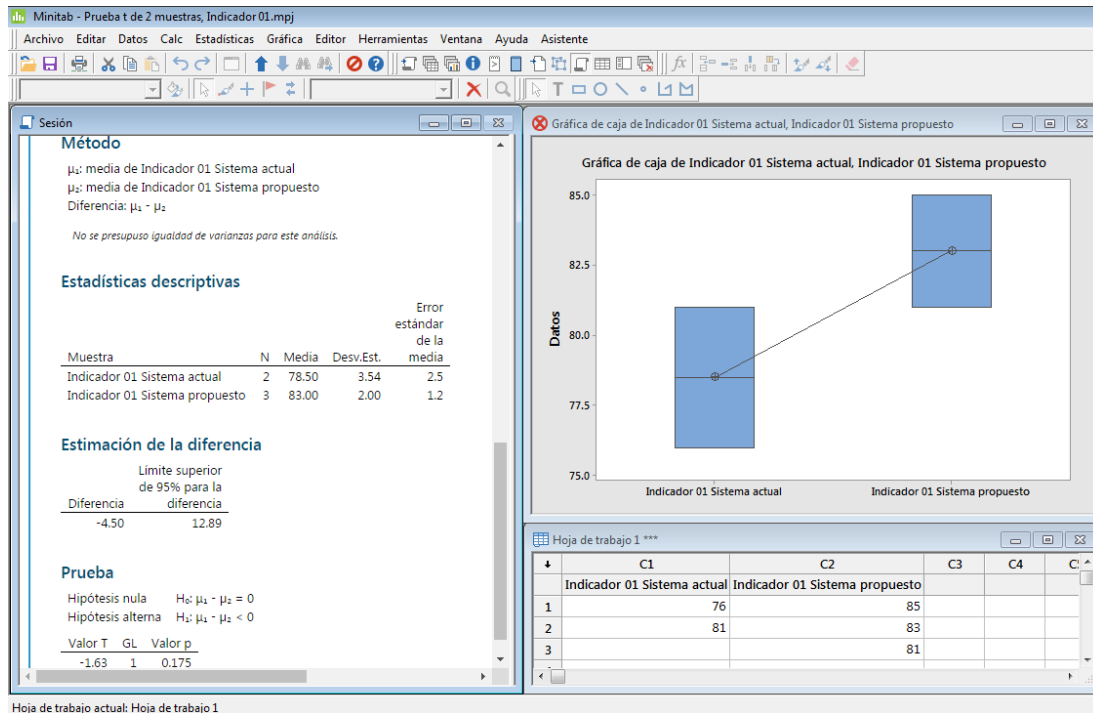 Minitab - Prueba t de 2 muestras, Indicador 01.mpj
Archivo Editar Datos Calc Estadísticas Gráfica Editor Herramientas Ventana Ayuda Asistente
Sesión
Método
μ₁: media de Indicador 01 Sistema actual
μ₂: media de Indicador 01 Sistema propuesto
Diferencia: μ₁ - μ₂
No se presupuso igualdad de varianzas para este análisis.
Estadísticas descriptivas
Error
estándar
de la
Muestra N Media Desv.Est. media
Indicador 01 Sistema actual 2 78.50 3.54 2.5
Indicador 01 Sistema propuesto 3 83.00 2.00 1.2
Estimación de la diferencia
Límite superior
de 95% para la
Diferencia diferencia
-4.50 12.89
Prueba
Hipótesis nula H₀: μ₁ - μ₂ = 0
Hipótesis alterna H₁: μ₁ - μ₂ < 0
Valor T GL Valor p
-1.63 1 0.175
Gráfica de caja de Indicador 01 Sistema actual, Indicador 01 Sistema propuesto
Gráfica de caja de Indicador 01 Sistema actual, Indicador 01 Sistema propuesto
85.0
82.5
80.0
77.5
75.0
Datos
Indicador 01 Sistema actual Indicador 01 Sistema propuesto
Hoja de trabajo 1 ***
C1 C2 C3 C4
Indicador 01 Sistema actual Indicador 01 Sistema propuesto
1 76 85
2 81 83
3 81
Hoja de trabajo actual: Hoja de trabajo 1